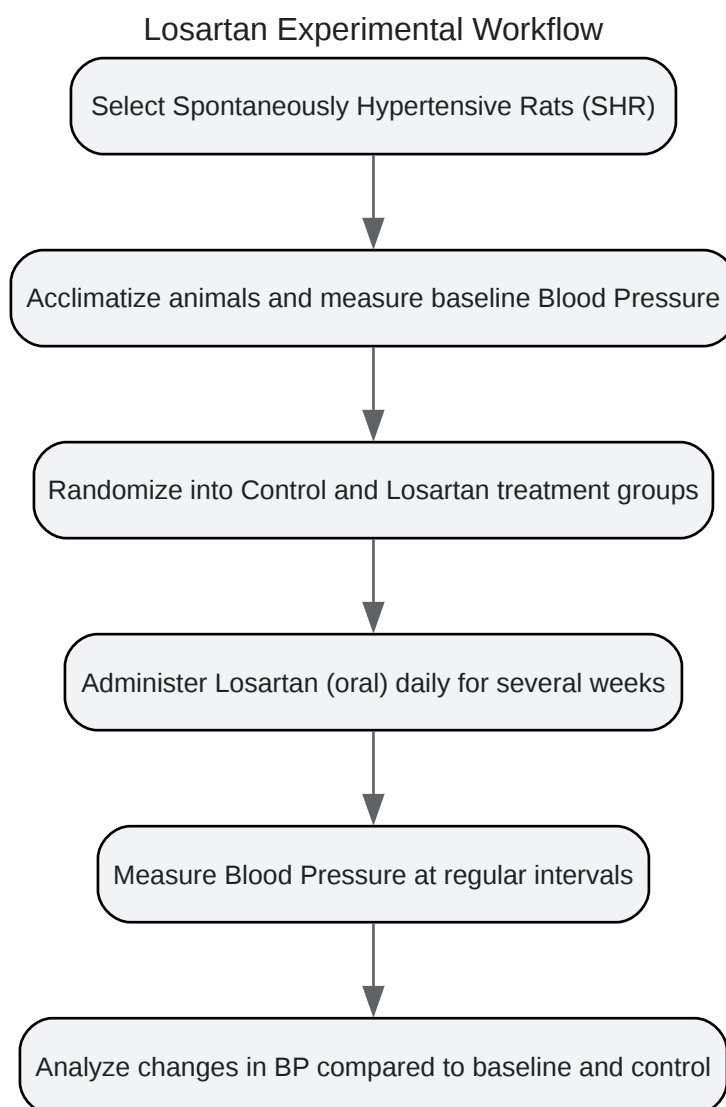 Losartan Experimental Workflow
Select Spontaneously Hypertensive Rats (SHR)
Acclimatize animals and measure baseline Blood Pressure
Randomize into Control and Losartan treatment groups
Administer Losartan (oral) daily for several weeks
Measure Blood Pressure at regular intervals
Analyze changes in BP compared to baseline and control